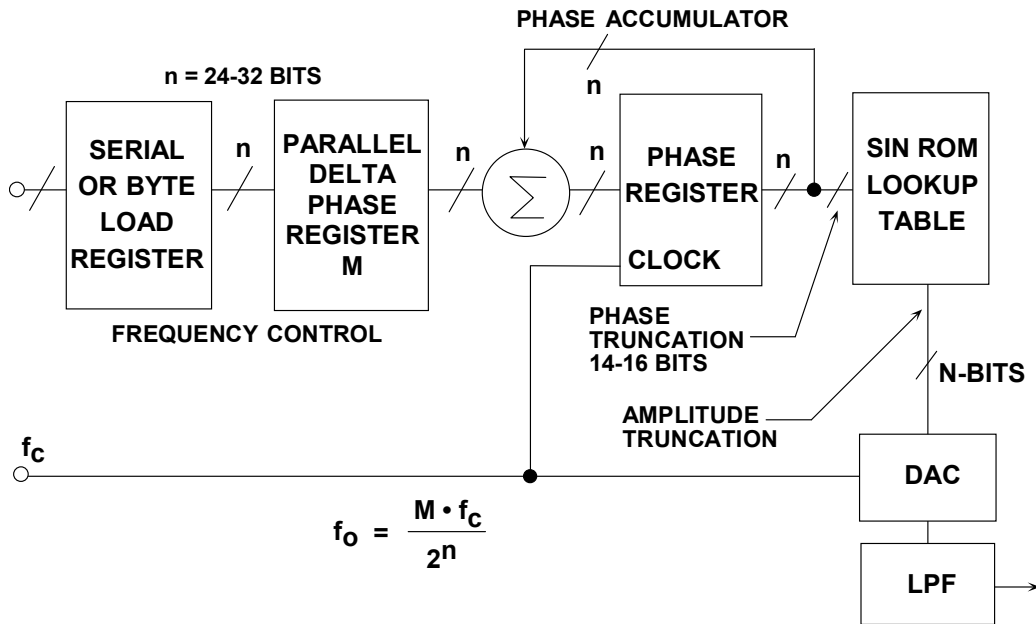 PHASE ACCUMULATOR
n = 24-32 BITS
n
SERIAL
OR BYTE
LOAD
REGISTER
n
PARALLEL
DELTA
PHASE
REGISTER
M
n
Σ
n
PHASE
REGISTER
CLOCK
n
SIN ROM
LOOKUP
TABLE
FREQUENCY CONTROL
PHASE
TRUNCATION
14-16 BITS
N-BITS
AMPLITUDE
TRUNCATION
fC
DAC
fo = M • fC
2n
LPF